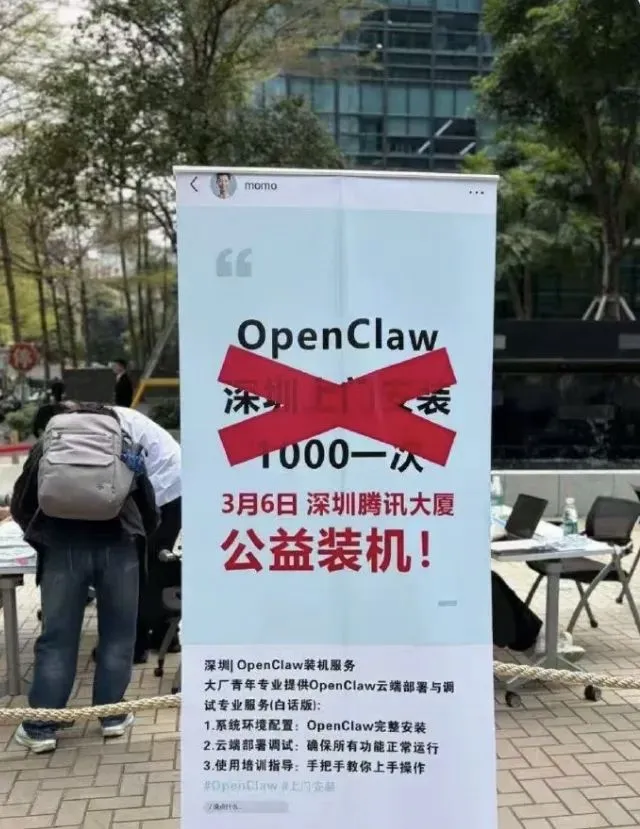 momo
OpenClaw
深圳上门安装
1000一次
3月6日 深圳腾讯大厦
公益装机！
深圳| OpenClaw装机服务
大厂青年专业提供OpenClaw云端部署与调
试专业服务(白话版)：
1.系统环境配置：OpenClaw完整安装
2.云端部署调试：确保所有功能正常运行
3.使用培训指导：手把手教你上手操作
#OpenClaw #上门安装
停